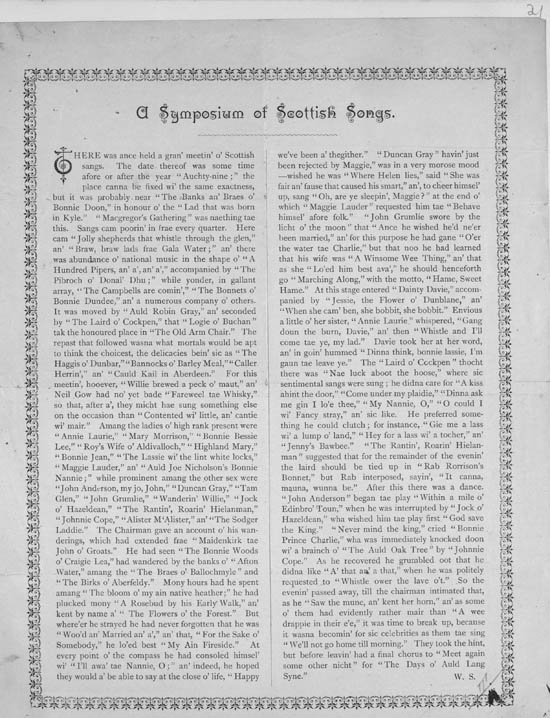 21
A Symposium of Scottish Songs.
THERE was ance held a gran' meetin' o' Scottish
songs. The date thereof was some time
afore or after the year "Auchty-nine;" the
place canna be fixed wi' the same exactness,
but it was probably near "The Banks an' Braes o'
Bonnie Doon," in honour o' the "Lad that was born
in Kyle." "Macgregor's Gathering" was naething tae
this. Sangs cam poorin' in frae every quarter. Here
cam "Jolly shepherds that whistle through the glen,"
an' "Braw, braw lads frae Gala Water;" an' there
was abundance o' national music in the shape o' "A
Hundred Pipers, an' a', an' a'," accompanied by "The
Pibroch o' Donal' Dhu; " while yonder, in gallant
array, "The Campbells are comin'," "The Bonnets o'
Bonnie Dundee," an' a numerous company o' others.
It was moved by "Auld Robin Gray," an' seconded
by "The Laird o' Cockpen," that "Logie o' Buchan"
tak the honoured place in "The Old Arm Chair." The
repast that followed wasna what mortals would be apt
to think the choicest, the delicacies bein' sic as "The
Haggis o' Dunbar," "Bannocks o' Barley Meal," "Caller
Herrin'," an' "Cauld Kail in Aberdeen." For this
meetin', hooever, "Willie brewed a peck o' maut," an'
Neil Gow had no' yet bade "Fareweel tae Whisky,"
so that, after a', they micht hae sung something else
on the occasion than "Contented wi' little, an' cantie
wi' mair." Amang the ladies o' high rank present were
"Annie Laurie," "Mary Morrison," "Bonnie Bessie
Lee," "Roy's Wife o' Aldivalloch," "Highland Mary,"
"Bonnie Jean," "The Lassie wi' the lint white locks,"
"Maggie Lauder," an' "Auld Joe Nicholson's Bonnie
Nannie;" while prominent amang the other sex were
"John Anderson, my jo, John," "Duncan Gray," "Tam
Glen," "John Grumlie," "Wanderin' Willie," "Jock
o' Hazeldean," "The Rantin', Roarin' Hielanman,"
"Johnnie Cope," "Alister M'Alister," an' "The Sodger
Laddie." The Chairman gave an account o' his wan-
derings, which had extended frae "Maidenkirk tae
John o' Groats." He had seen "The Bonnie Woods
o' Craigie Lea," had wandered by the banks o' "Afton
Water," amang the "The Braes o' Ballochmyle" and
"The Birks o' Aberfeldy." Mony hours had he spent
amang "The bloom o' my ain native heather;" he had
plucked mony "A Rosebud by his Early Walk," an'
kent by name a' "The Flowers o' the Forest." But
where'er he strayed he had never forgotten that he was
"Woo'd an' Married an' a'," an' that, "For the Sake o'
Somebody," he lo'ed best "My Ain Fireside." At
every point o' the compass he had consoled himsel'
wi' "I'll awa' tae Nannie, O;" an' indeed, he hoped
they would a' be able to say at the close o' life, "Happy
we've been a' thegither." "Duncan Gray" havin' just
been rejected by Maggie," was in a very morose mood
—wished he was "Where Helen lies," said "She was
fair an' fause that caused his smart," an', to cheer himsel'
up, sang "Oh, are ye sleepin', Maggie?" at the end o'
which "Maggie Lauder" requested him tae "Behave
himsel' afore folk." "John Grumlie swore by the
licht o' the moon" that "Ance he wished he'd ne'er
been married," an' for this purpose he had gane "O'er
the water tae Charlie," but that noo he had learned
that his wife was "A Winsome Wee Thing," an' that
as she "Lo'ed him best ava'," he should henceforth
go "Marching Along," with the motto, "Hame, Sweet
Hame." At this stage entered "Dainty Davie," accom-
panied by "Jessie, the Flower o' Dunblane," an'
"When she cam' ben, she bobbit, she bobbit." Envious
a little o' her sister, "Annie Laurie" whispered, "Gang
doun the burn, Davie," an' then "Whistle and I'll
come tae ye, my lad." Davie took her at her word,
an' in goin' hummed "Dinna think, bonnie lassie, I'm
gaun tae leave ye." The "Laird o' Cockpen" thocht
there was "Nae luck aboot the hoose," where sic
sentimental sangs were sung; he didna care for "A kiss
ahint the door," "Come under my plaidie," "Dinna ask
me gin I lo'e thee," "My Nannie, O," "O could I
wi' Fancy stray," an' sic like. He preferred some-
thing he could clutch; for instance, "Gie me a lass
wi' a lump o' land," "Hey for a lass wi' a tocher," an'
"Jenny's Bawbee." "The Rantin', Roarin' Hielan-
man" suggested that for the remainder of the evenin'
the laird should be tied up in "Rab Rorrison's
Bonnet," but Rab interposed, sayin', "It canna,
mauna, wunna be." After this there was a dance.
"John Anderson" began tae play "Within a mile o'
Edinbro' Toun," when he was interrupted by "Jock o'
Hazeldean," wha wished him tae play first "God save
the King." "Never mind the king," cried "Bonnie
Prince Charlie," wha was immediately knocked doon
wi' a brainch o' "The Auld Oak Tree" by "Johnnie
Cope." As he recovered he grumbled oot that he
didna like "A' that an' a that," when he was politely
requested to "Whistle ower the lave o't." So the
evenin' passed away, till the chairman intimated that,
as he "Saw the mune, an' kent her horn," an' as some
o' them had evidently rather mair than "A wee
drappie in their e'e," it was time to break up, because
it wasna becomin' for sic celebrities as them tae sing
"We'll not go home till morning." They took the hint,
but before leavin' had a final chorus to "Meet again
some other nicht" for "The Days o' Auld Lang
Syne." W. S.